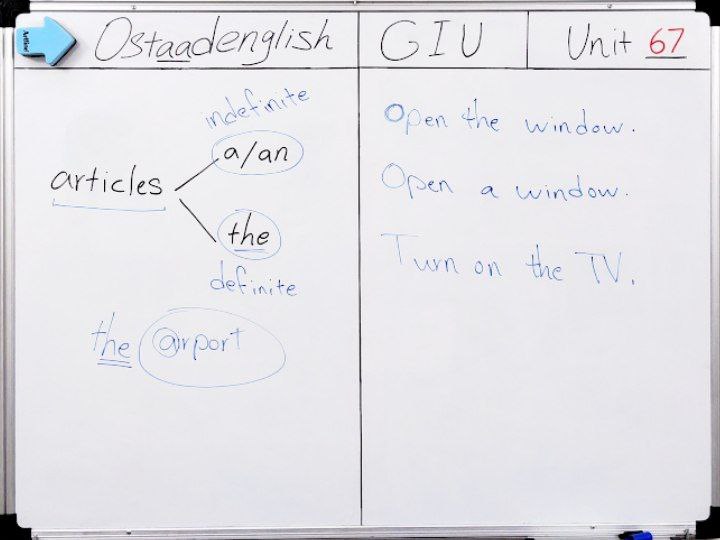 Ostaadenglish
GIU
Unit 67
indefinite
a/an
articles
the
definite
the airport
Open the window.
Open a window.
Turn on the TV.